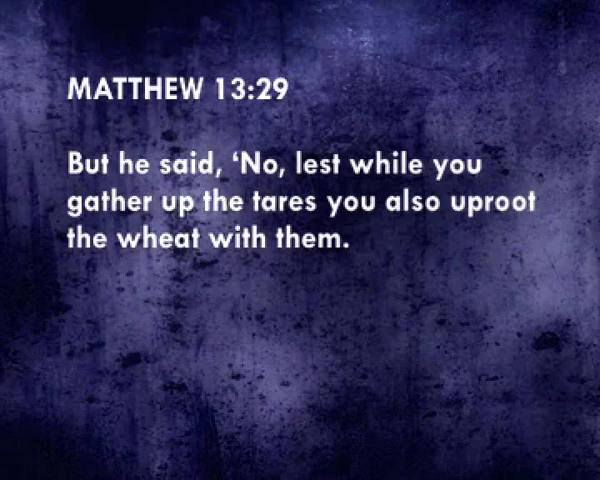 MATTHEW 13:29
But he said, ‘No, lest while you
gather up the tares you also uproot
the wheat with them.